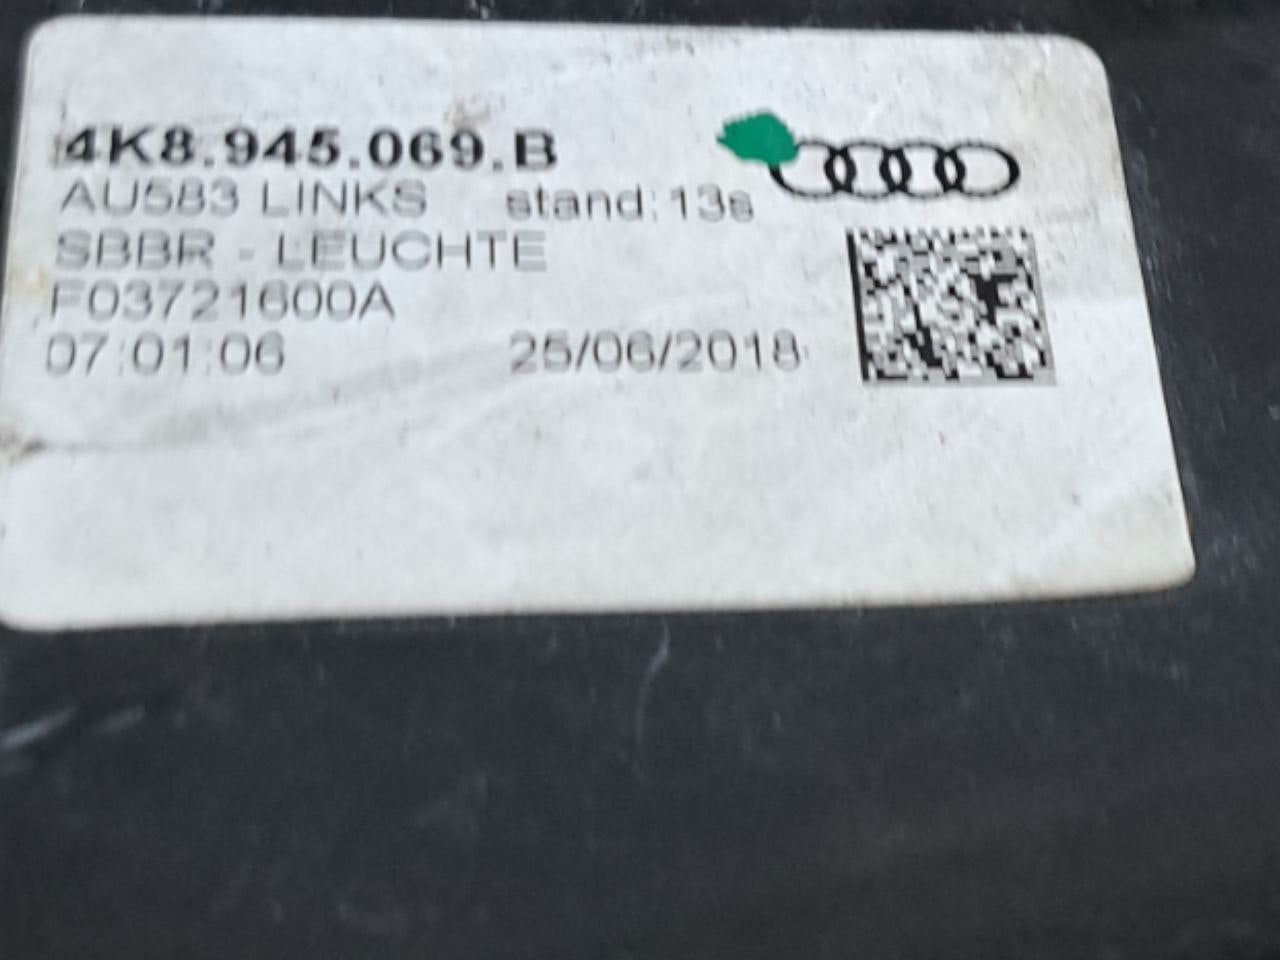 4K8.945.069.B
AU583 LINKS stand: 13s
SBBR - LEUCHTE
F03721600A
07:01:06 25/06/2018